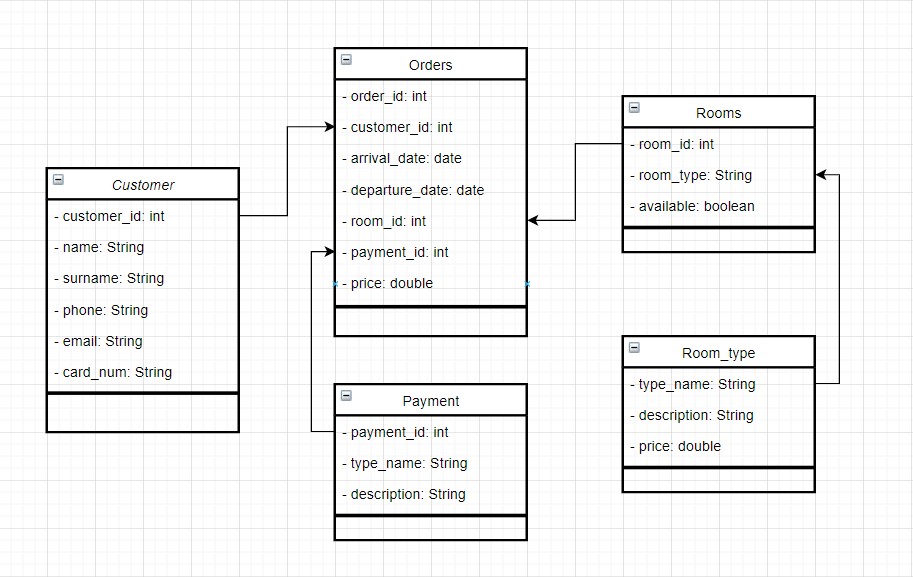 Orders
- order_id: int
- customer_id: int
- arrival_date: date
- departure_date: date
- room_id: int
- payment_id: int
- price: double
Rooms
- room_id: int
- room_type: String
- available: boolean
Customer
- customer_id: int
- name: String
- surname: String
- phone: String
- email: String
- card_num: String
Payment
- payment_id: int
- type_name: String
- description: String
Room_type
- type_name: String
- description: String
- price: double